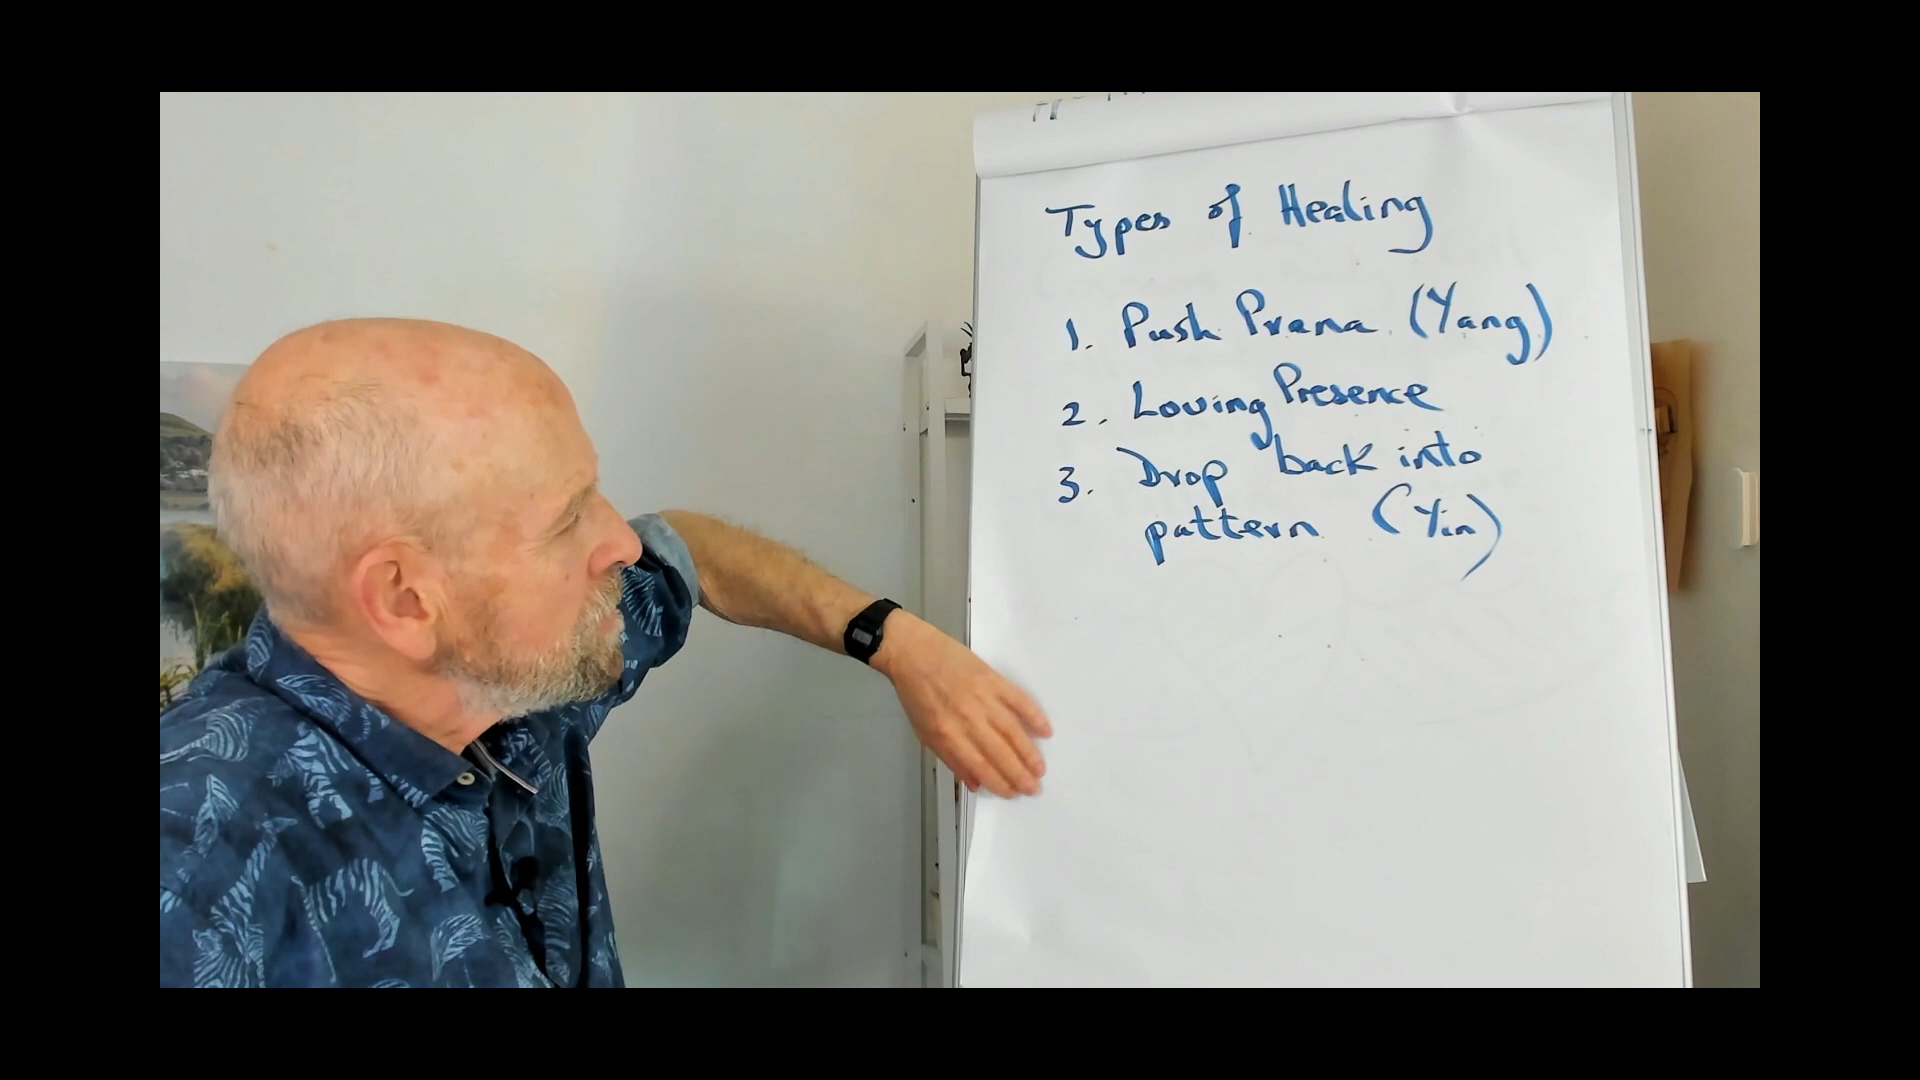 Types of Healing
1. Push Prana (Yang)
2. Loving Presence
3. Drop back into
pattern (Yin)